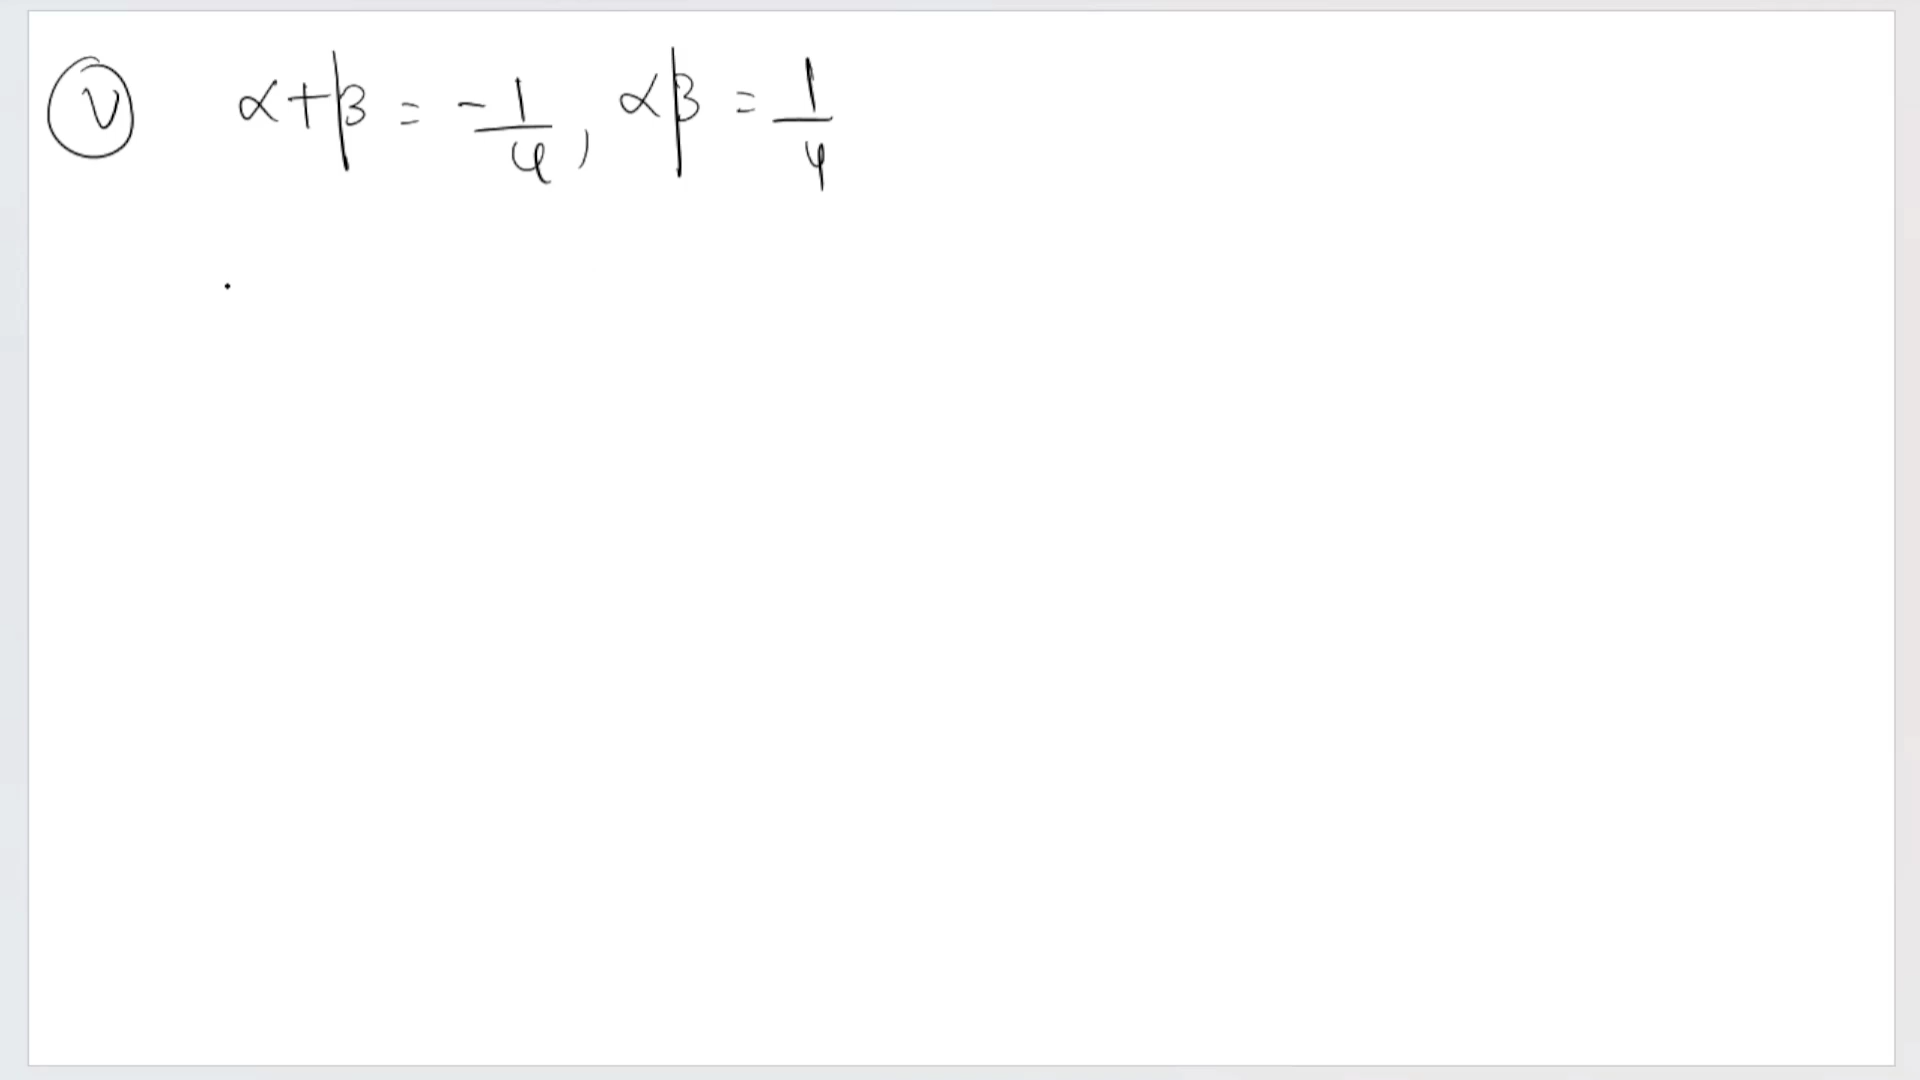 (v) α+β = -1/4, αβ = 1/4